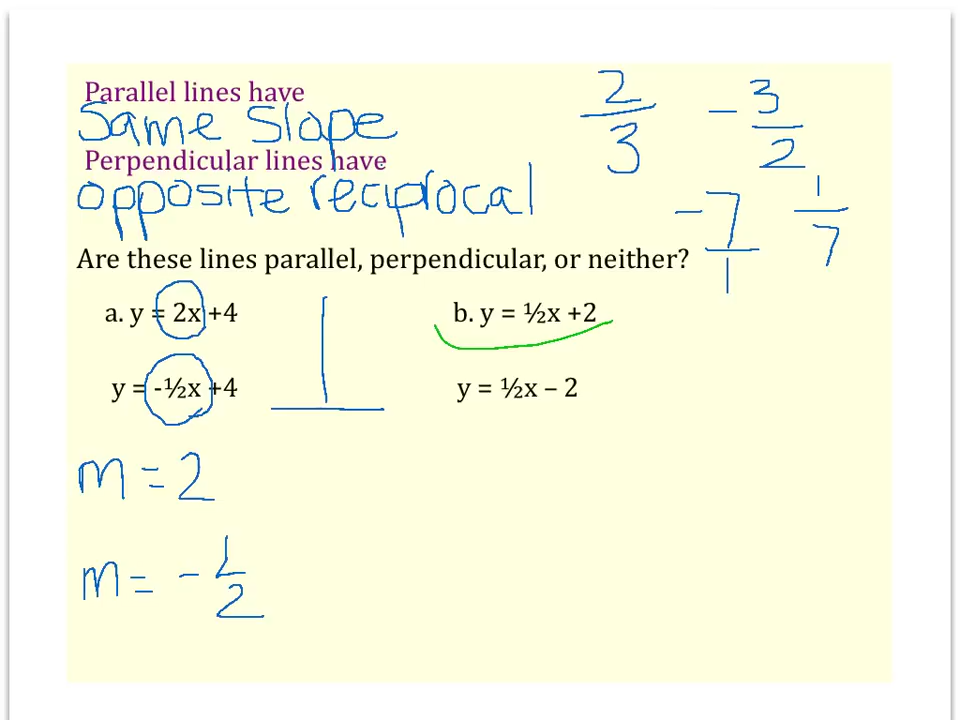 Parallel lines have
same slope
Perpendicular lines have
opposite reciprocal
2/3 -3/2
-7/1 1/7
Are these lines parallel, perpendicular, or neither?
a. y = 2x +4
y = -½x +4
b. y = ½x +2
y = ½x – 2
m = 2
m = -1/2